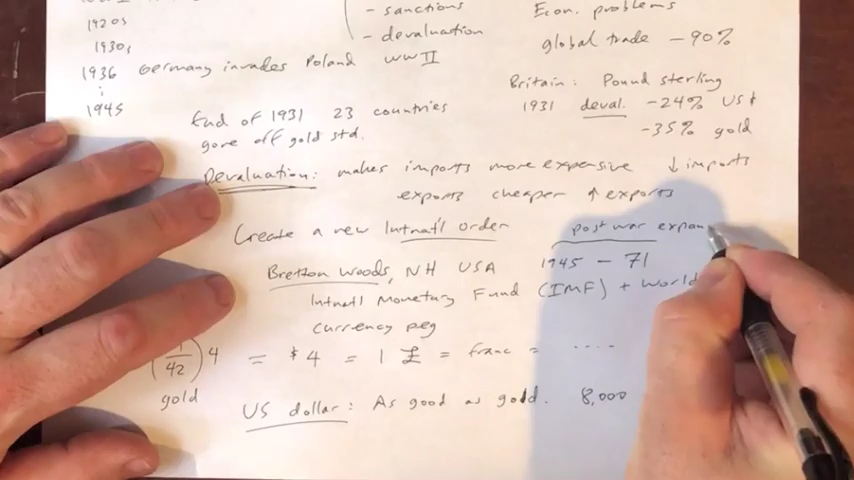 - sanctions
Econ. problems
1920s
- devaluation
global trade -90%
1930s
1936 Germany invades Poland WWII
Britain: Pound sterling
1945
End of 1931 23 countries
1931 deval. -24% US$
gone off gold std.
-35% gold
Devaluation: makes imports more expensive ↓ imports
exports cheaper ↑ exports
Create a new Intnat'l order
post war expan
Bretton Woods, NH USA 1945 - 71
Intnat'l Monetary Fund (IMF) + World
currency peg
(1/42) 4 = $4 = 1 £ = franc = ....
gold
US dollar: As good as gold. 8,000